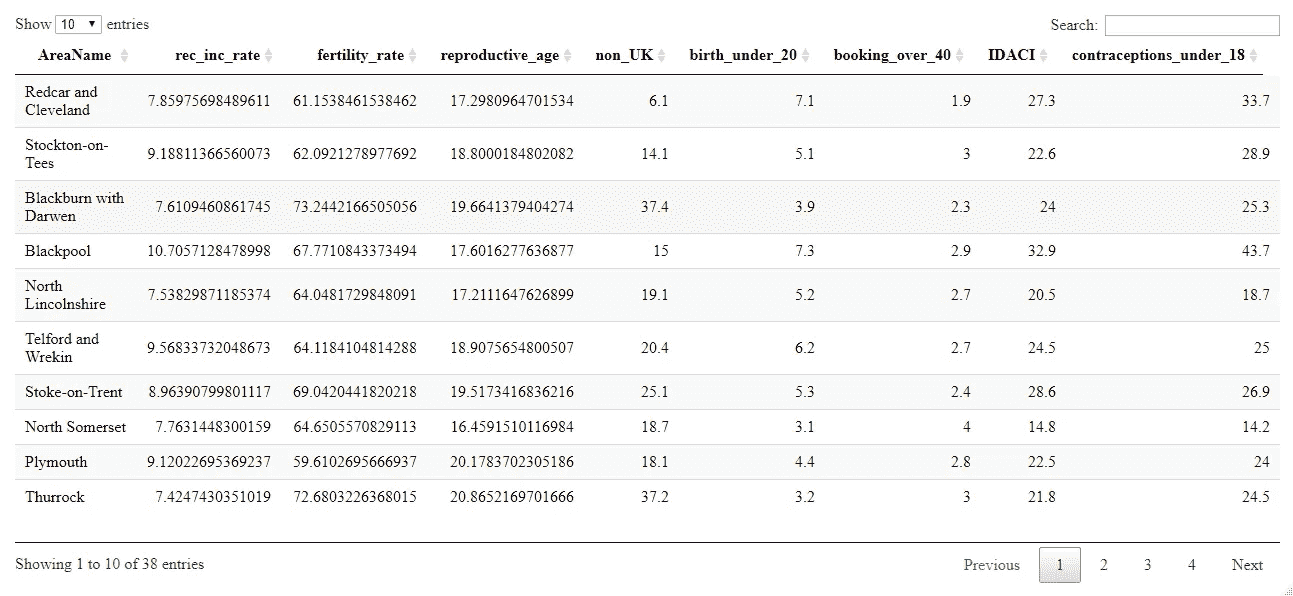 Show 10 entries Search:
AreaName rec_inc_rate fertility_rate reproductive_age non_UK birth_under_20 booking_over_40 IDACI contraceptions_under_18
Redcar and
Cleveland 7.85975698489611 61.1538461538462 17.2980964701534 6.1 7.1 1.9 27.3 33.7
Stockton-on-
Tees 9.18811366560073 62.0921278977692 18.8000184802082 14.1 5.1 3 22.6 28.9
Blackburn with
Darwen 7.6109460861745 73.2442166505056 19.6641379404274 37.4 3.9 2.3 24 25.3
Blackpool 10.7057128478998 67.7710843373494 17.6016277636877 15 7.3 2.9 32.9 43.7
North
Lincolnshire 7.53829871185374 64.0481729848091 17.2111647626899 19.1 5.2 2.7 20.5 18.7
Telford and
Wrekin 9.56833732048673 64.1184104814288 18.9075654800507 20.4 6.2 2.7 24.5 25
Stoke-on-Trent 8.96390799801117 69.0420441820218 19.5173416836216 25.1 5.3 2.4 28.6 26.9
North Somerset 7.7631448300159 64.6505570829113 16.4591510116984 18.7 3.1 4 14.8 14.2
Plymouth 9.12022695369237 59.6102695666937 20.1783702305186 18.1 4.4 2.8 22.5 24
Thurrock 7.4247430351019 72.6803226368015 20.8652169701666 37.2 3.2 3 21.8 24.5
Showing 1 to 10 of 38 entries Previous 1 2 3 4 Next